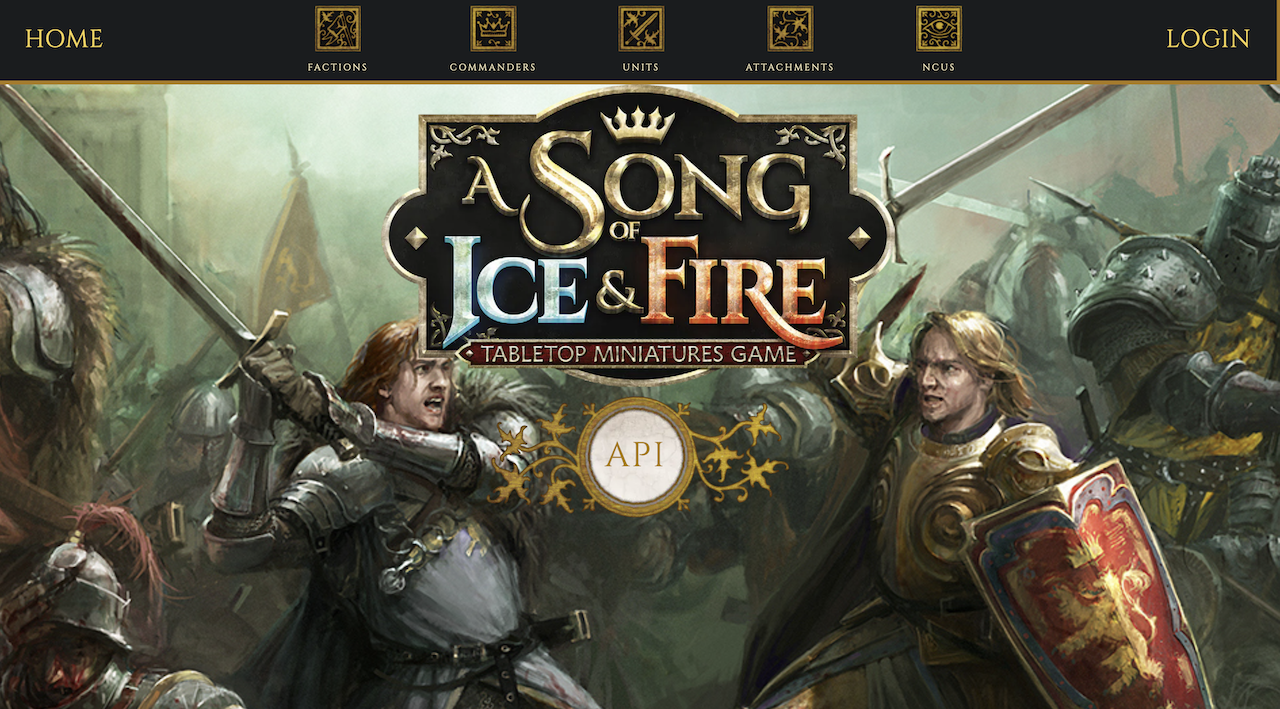 HOME
FACTIONS
COMMANDERS
UNITS
ATTACHMENTS
NCUS
LOGIN
A SONG
OF
ICE & FIRE
TABLETOP MINIATURES GAME
API